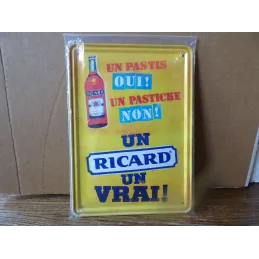 UN PASTIS
OUI!
UN PASTICHE
NON!
UN
RICARD
UN
VRAI!